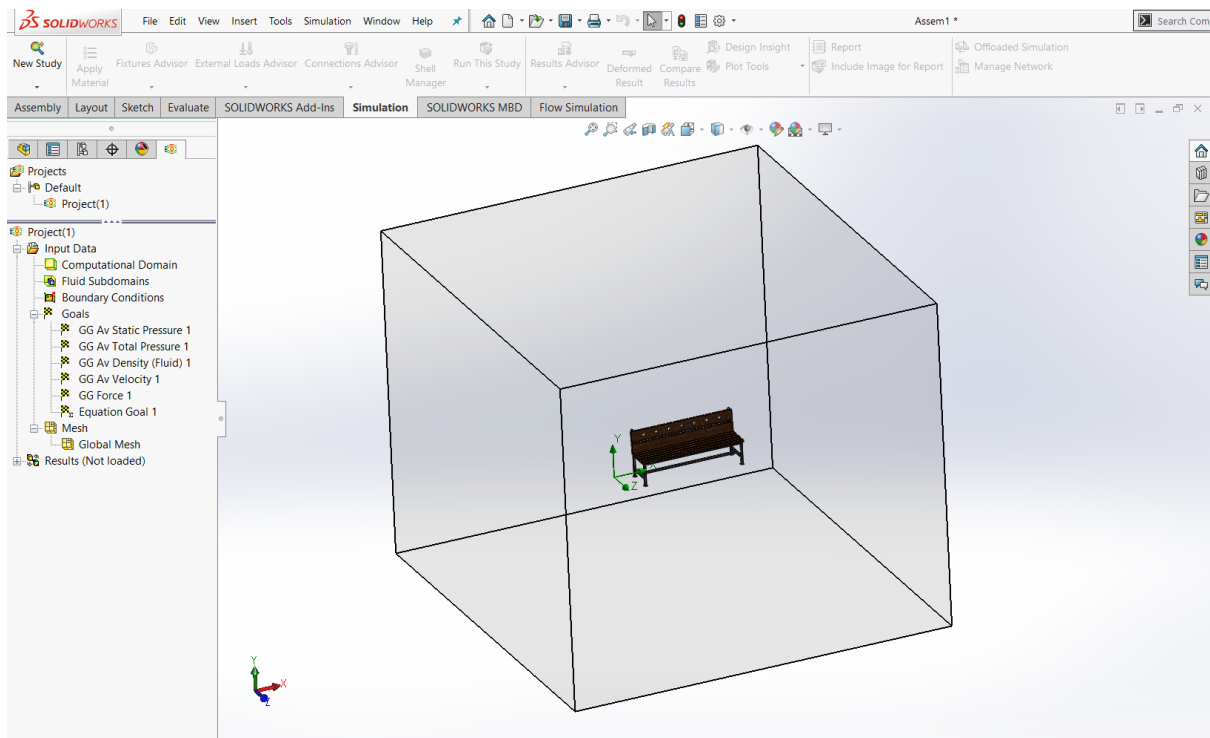 SOLIDWORKS File Edit View Insert Tools Simulation Window Help Assem1 * Search Com
New Study Apply Material Fixtures Advisor External Loads Advisor Connections Advisor Shell Manager Run This Study Results Advisor Deformed Result Compare Results Design Insight Plot Tools Report Include Image for Report Offloaded Simulation Manage Network
Assembly Layout Sketch Evaluate SOLIDWORKS Add-Ins Simulation SOLIDWORKS MBD Flow Simulation
Projects
Default
Project(1)
Project(1)
Input Data
Computational Domain
Fluid Subdomains
Boundary Conditions
Goals
GG Av Static Pressure 1
GG Av Total Pressure 1
GG Av Density (Fluid) 1
GG Av Velocity 1
GG Force 1
Equation Goal 1
Mesh
Global Mesh
Results (Not loaded)
Y
X
Z
Y
X
Z